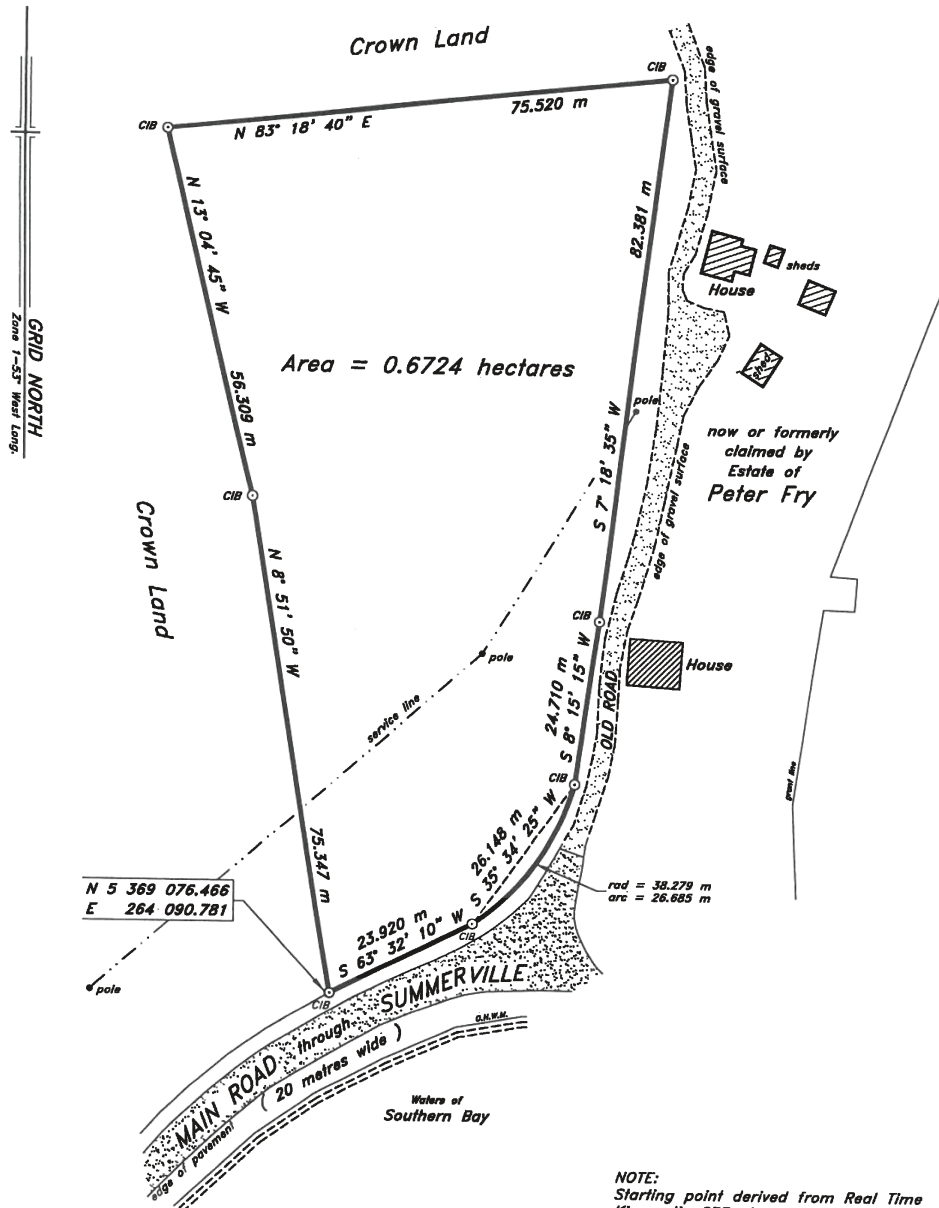 Crown Land
CIB
edge of gravel surface
CIB
N 83° 18' 40" E
75.520 m
N 13° 04' 45" W
82.381 m
House
sheds
GRID NORTH
Zone 1-53° West Long.
Area = 0.6724 hectares
shed
56.309 m
pole
S 7° 18' 35" W
now or formerly
claimed by
Estate of
Peter Fry
edge of gravel surface
CIB
Crown Land
N 8° 51' 50" W
CIB
pole
House
24.710 m
S 8° 15' 15" W
OLD ROAD
service line
grant line
CIB
75.347 m
26.148 m
S 35° 34' 25" W
rad = 38.279 m
arc = 26.685 m
N 5 369 076.466
E 264 090.781
23.920 m
S 63° 32' 10" W
CIB
pole
CIB
MAIN ROAD through SUMMERVILLE
( 20 metres wide )
O.H.W.M.
edge of pavement
Waters of
Southern Bay
NOTE:
Starting point derived from Real Time